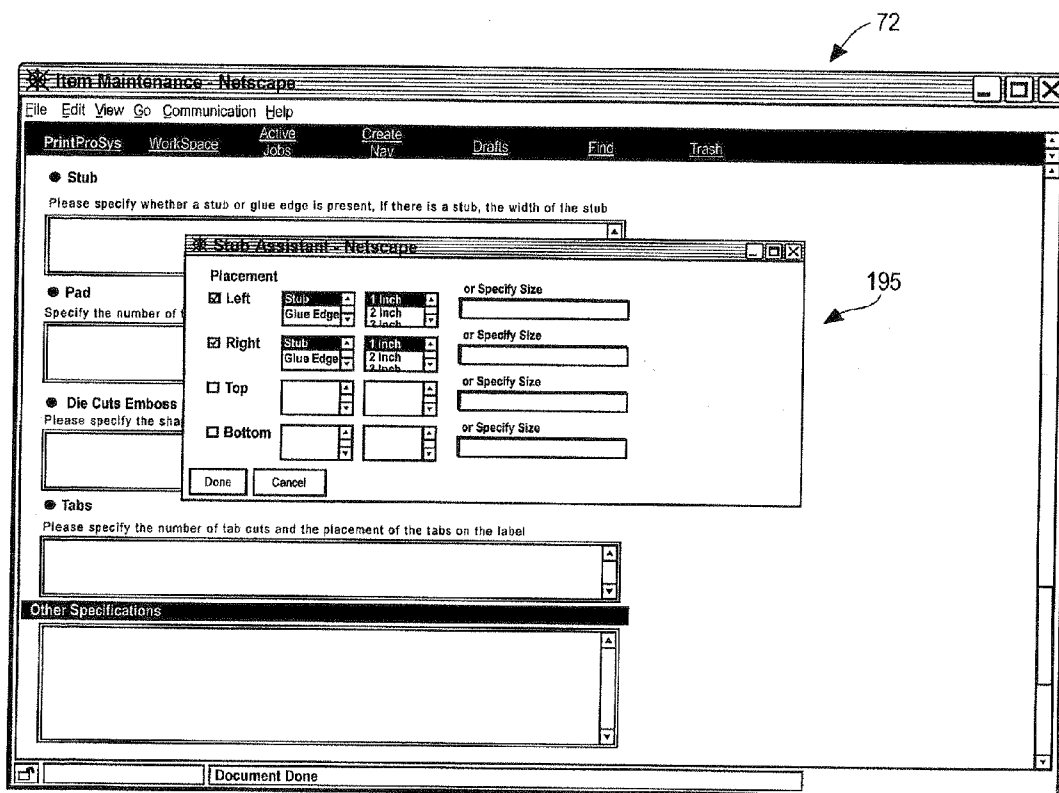 72
Item Maintenance - Netscape
File Edit View Go Communication Help
PrintProSys WorkSpace Active Jobs Create Nav Drafts Find Trash
Stub
Please specify whether a stub or glue edge is present, If there is a stub, the width of the stub
Stub Assistant - Netscape
195
Placement
Left Stub 1 Inch or Specify Size
Glue Edge 2 Inch
3 Inch
Right Stub 1 Inch or Specify Size
Glue Edge 2 Inch
3 Inch
Top or Specify Size
Bottom or Specify Size
Done Cancel
Pad
Specify the number of
Die Cuts Emboss
Please specify the sha
Tabs
Please specify the number of tab cuts and the placement of the tabs on the label
Other Specifications
Document Done